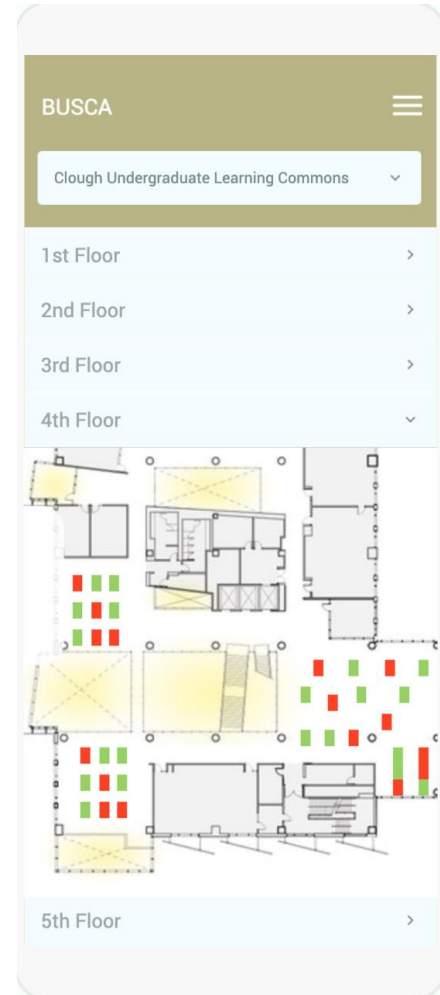 BUSCA
Clough Undergraduate Learning Commons
1st Floor
2nd Floor
3rd Floor
4th Floor
5th Floor